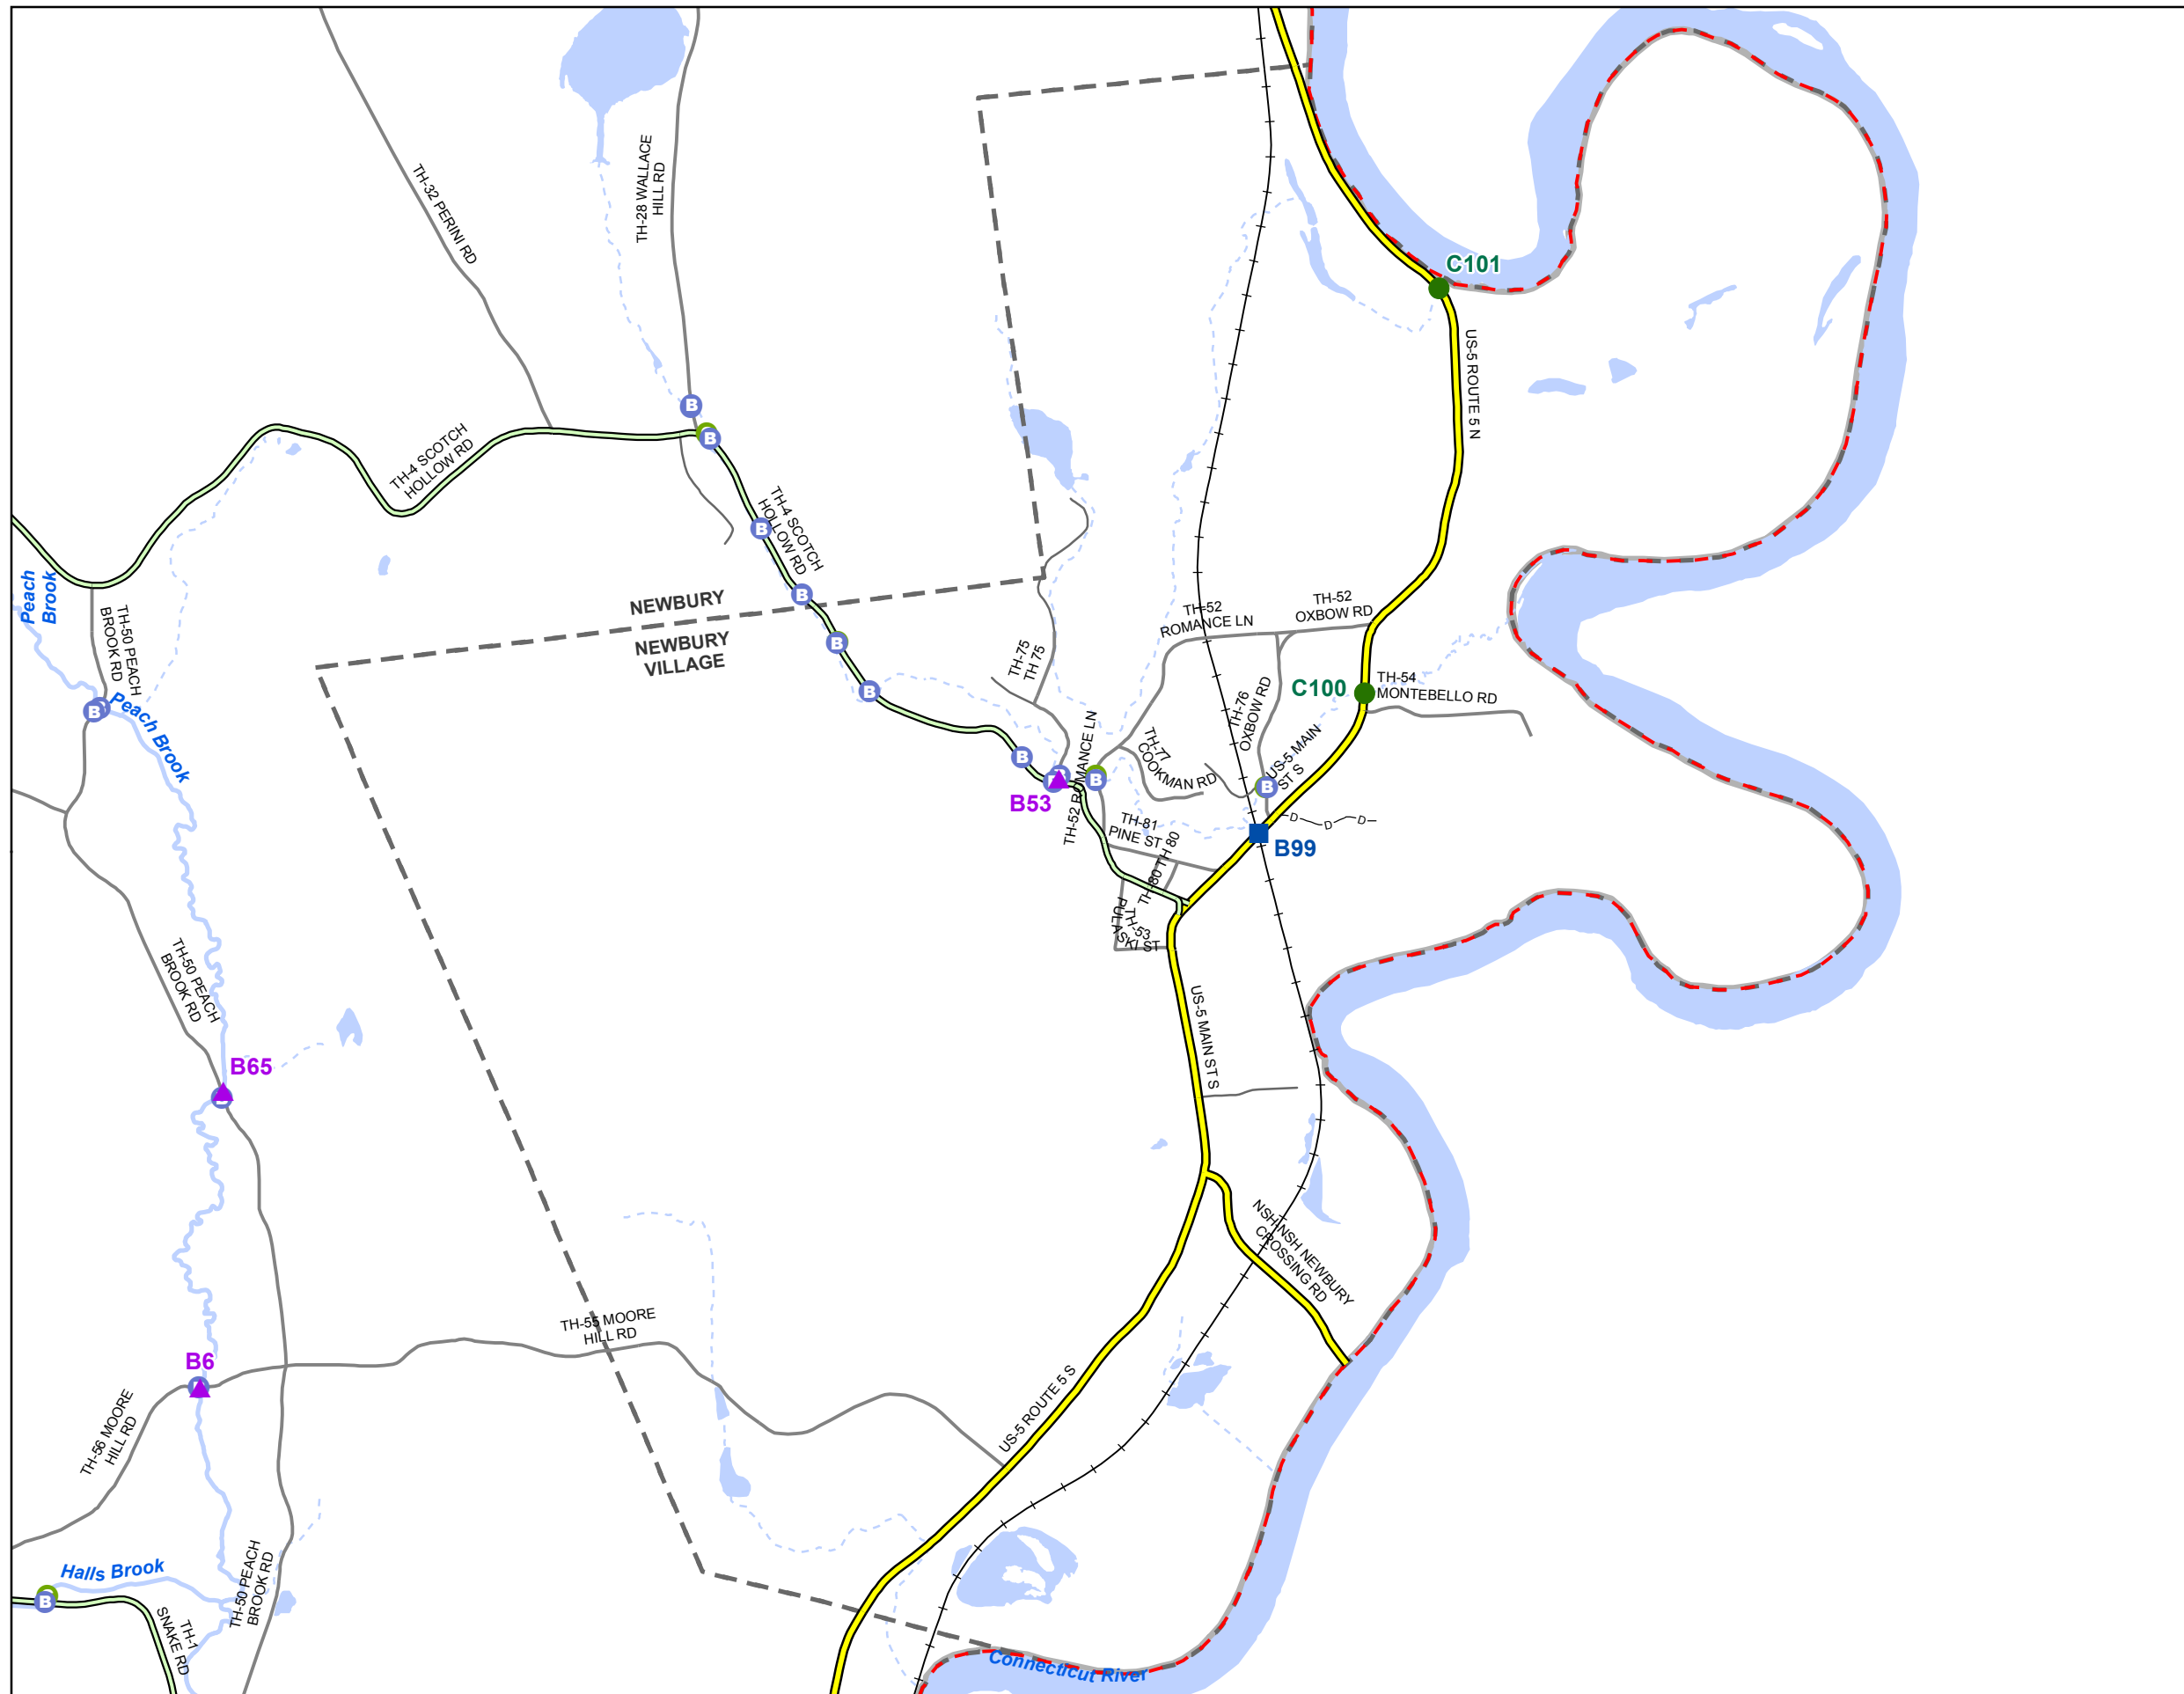 TH-32 PERINI RD
TH-28 WALLACE
HILL RD
C101
US-5 ROUTE 5 N
B
B
TH-4 SCOTCH
HOLLOW RD
TH-4 SCOTCH
HOLLOW RD
B
B
B
B
Peach
Brook
TH-50 PEACH
BROOK RD
B
Peach Brook
NEWBURY
NEWBURY
VILLAGE
TH-52
ROMANCE LN
TH-52
OXBOW RD
TH-75
TH 75
TH-76
OXBOW RD
C100
TH-54
MONTEBELLO RD
TH-77
COOKMAN RD
US-5 MAIN
ST S
B
B
B
B53
TH-52 ROMANCE LN
TH-81
PINE ST
TH-80 TH 80
D
D
D
B99
TH-53
PULASKI ST
TH-50 PEACH
BROOK RD
US-5 MAIN ST S
B65
NSH NSH NEWBURY
CROSSING RD
TH-55 MOORE
HILL RD
B6
TH-56 MOORE
HILL RD
US-5 ROUTE 5 S
Halls Brook
B
TH-50 PEACH
BROOK RD
TH-1
SNAKE RD
Connecticut River